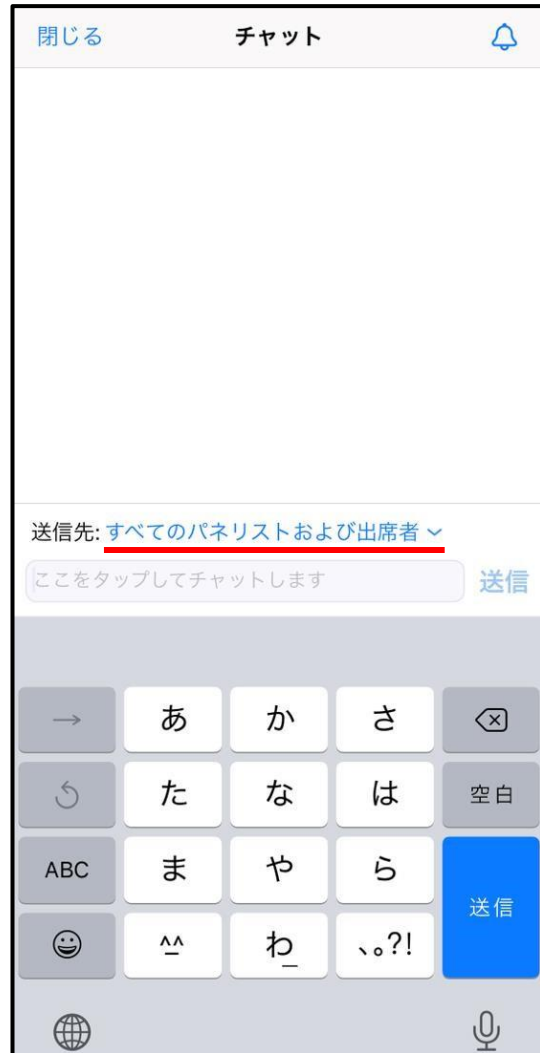 閉じる チャット
送信先: すべてのパネリストおよび出席者
ここをタップしてチャットします 送信
→ あ か さ
た な は 空白
ABC ま や ら
送信
^^ わ 、。?!